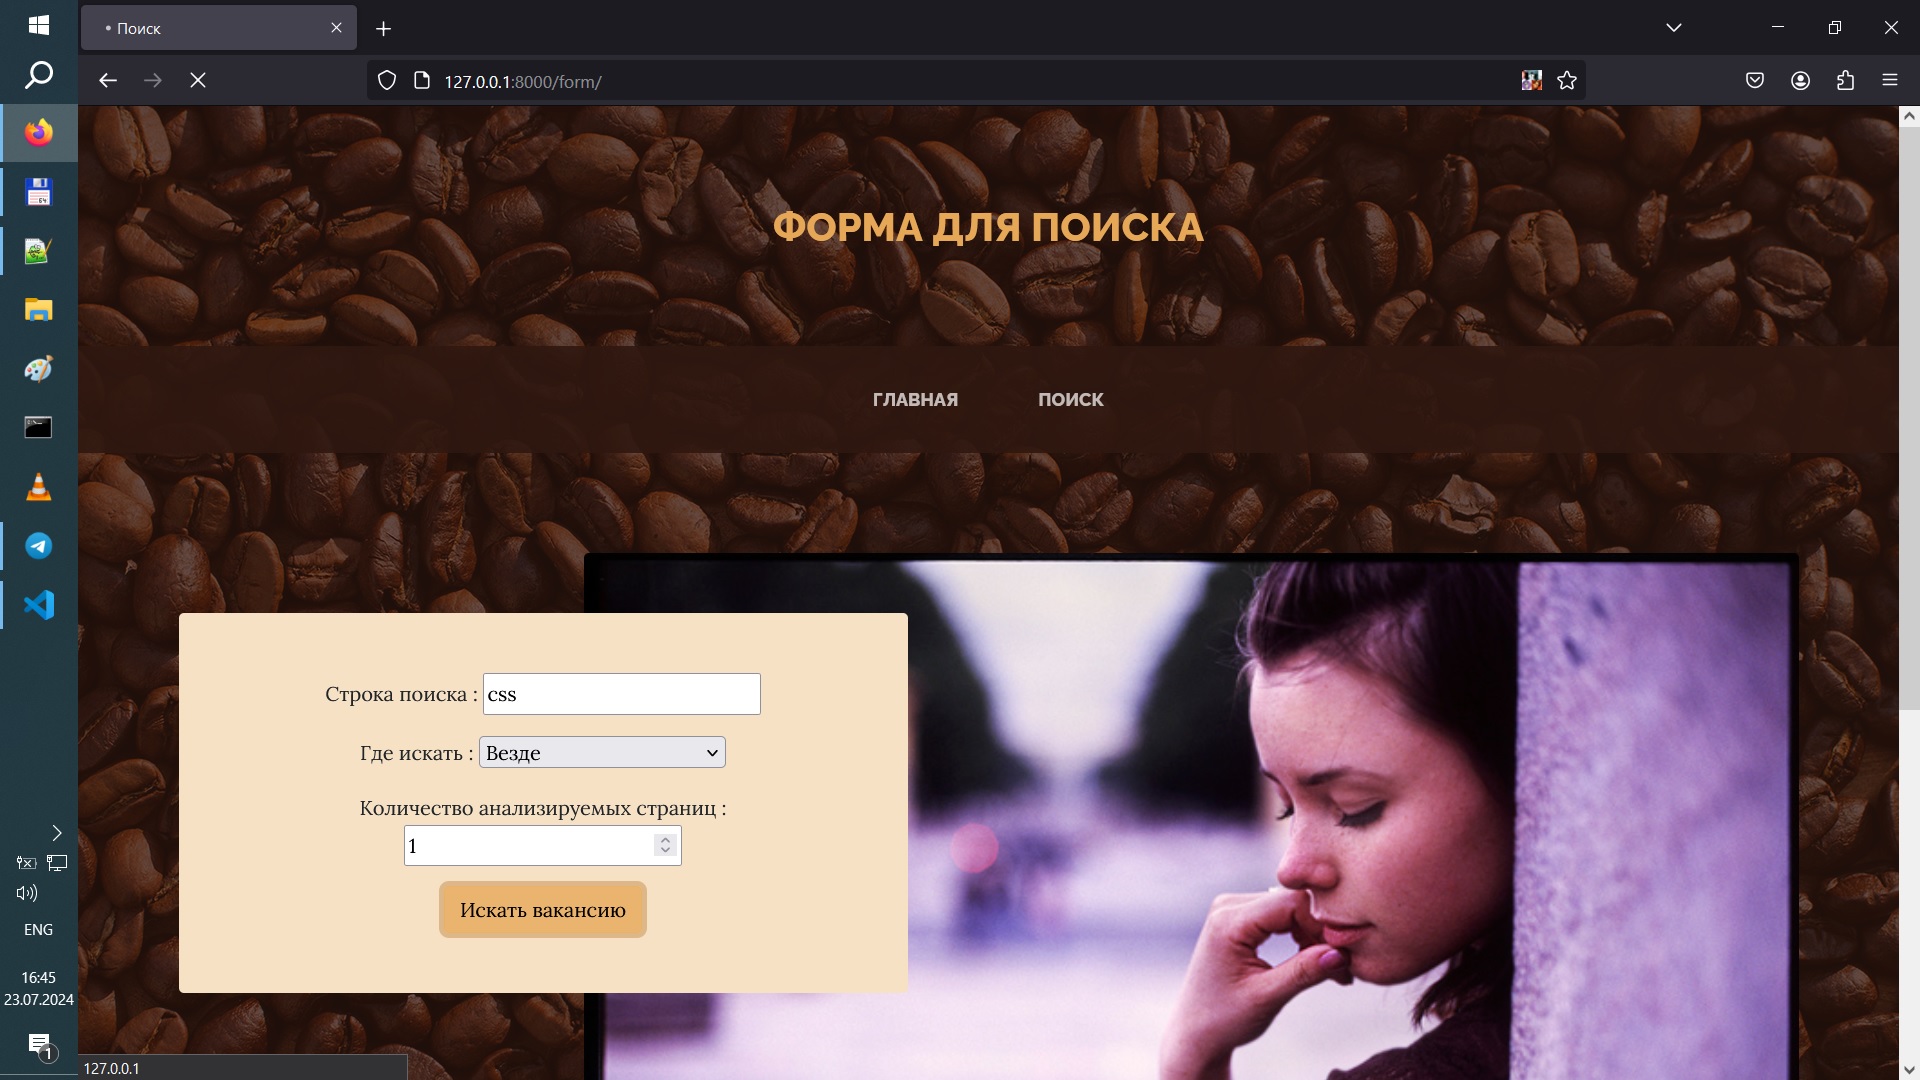 Поиск
127.0.0.1:8000/form/
ФОРМА ДЛЯ ПОИСКА
ГЛАВНАЯ ПОИСК
Строка поиска : css
Где искать : Везде
Количество анализируемых страниц :
1
Искать вакансию
ENG
16:45
23.07.2024
1
127.0.0.1